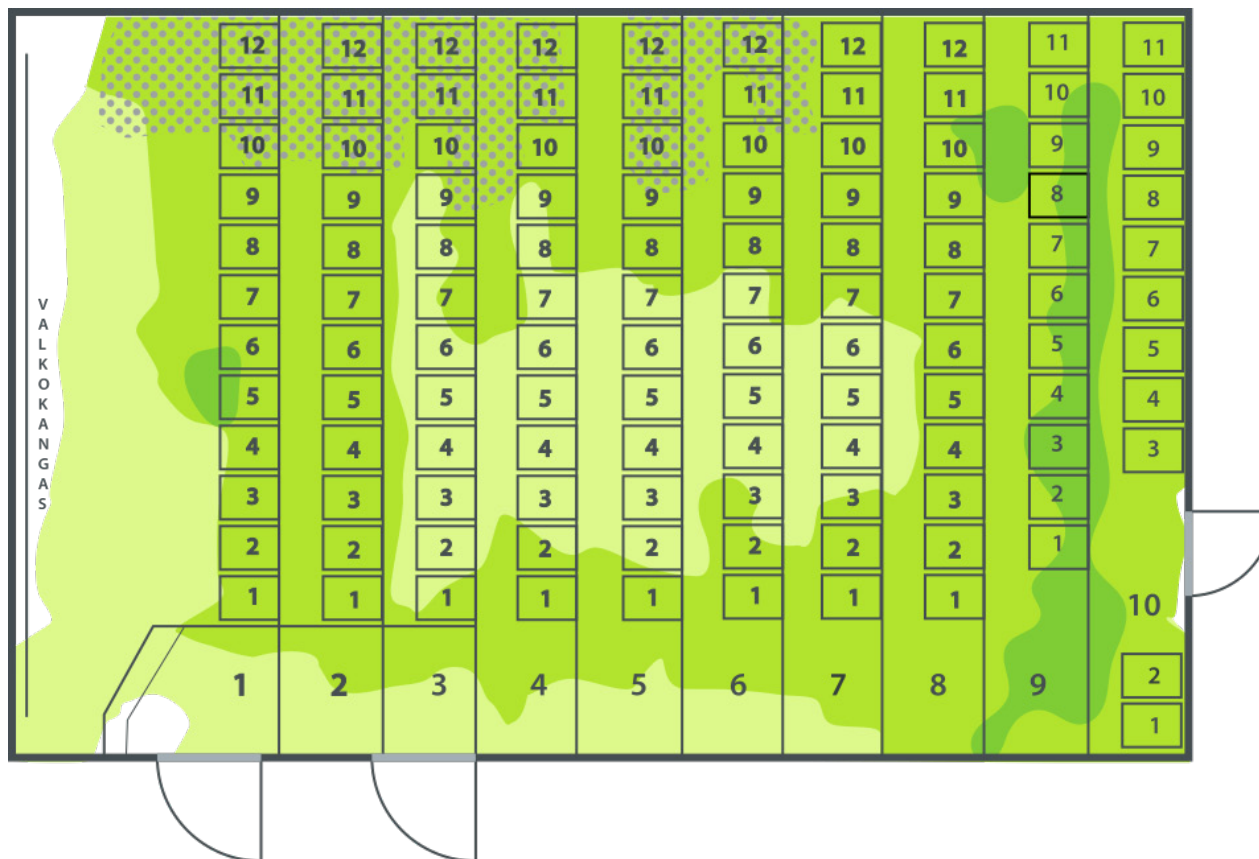 12 12 12 12 12 12 12 12 11 11
11 11 11 11 11 11 11 11 10 10
10 10 10 10 10 10 10 10 9 9
9 9 9 9 9 9 9 9 8 8
8 8 8 8 8 8 8 8 7 7
7 7 7 7 7 7 7 7 6 6
6 6 6 6 6 6 6 6 5 5
5 5 5 5 5 5 5 5 4 4
4 4 4 4 4 4 4 4 3 3
3 3 3 3 3 3 3 3 2
2 2 2 2 2 2 2 2 1
1 1 1 1 1 1 1 1
VALKOKANGAS
1 2 3 4 5 6 7 8 9 10
2
1